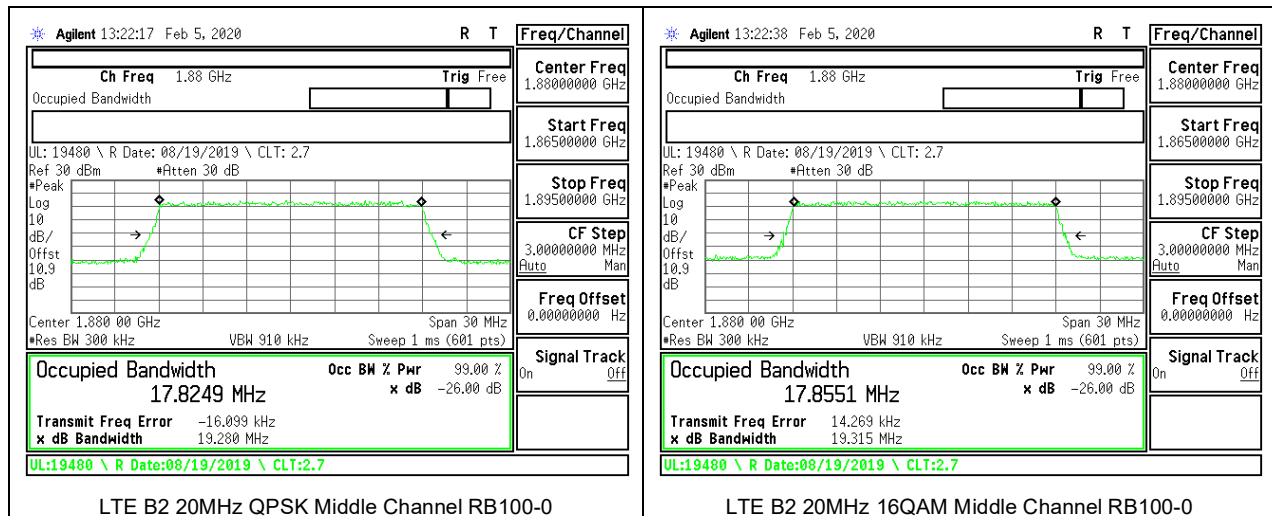 Agilent 13:22:17 Feb 5, 2020 R T Freq/Channel
Ch Freq 1.88 GHz Trig Free
Occupied Bandwidth
Center Freq
1.88000000 GHz
Start Freq
1.86500000 GHz
UL: 19480 \ R Date: 08/19/2019 \ CLT: 2.7
Ref 30 dBm #Atten 30 dB
#Peak
Log
10
dB/
Offst
10.9
dB
Stop Freq
1.89500000 GHz
CF Step
3.00000000 MHz
Auto Man
Freq Offset
0.00000000 Hz
Center 1.880 00 GHz Span 30 MHz
#Res BW 300 kHz VBW 910 kHz Sweep 1 ms (601 pts)
Signal Track
On Off
Occupied Bandwidth Occ BW % Pwr 99.00 %
17.8249 MHz x dB -26.00 dB
Transmit Freq Error -16.099 kHz
x dB Bandwidth 19.280 MHz
UL:19480 \ R Date:08/19/2019 \ CLT:2.7
LTE B2 20MHz QPSK Middle Channel RB100-0
Agilent 13:22:38 Feb 5, 2020 R T Freq/Channel
Ch Freq 1.88 GHz Trig Free
Occupied Bandwidth
Center Freq
1.88000000 GHz
Start Freq
1.86500000 GHz
UL: 19480 \ R Date: 08/19/2019 \ CLT: 2.7
Ref 30 dBm #Atten 30 dB
#Peak
Log
10
dB/
Offst
10.9
dB
Stop Freq
1.89500000 GHz
CF Step
3.00000000 MHz
Auto Man
Freq Offset
0.00000000 Hz
Center 1.880 00 GHz Span 30 MHz
#Res BW 300 kHz VBW 910 kHz Sweep 1 ms (601 pts)
Signal Track
On Off
Occupied Bandwidth Occ BW % Pwr 99.00 %
17.8551 MHz x dB -26.00 dB
Transmit Freq Error 14.269 kHz
x dB Bandwidth 19.315 MHz
UL:19480 \ R Date:08/19/2019 \ CLT:2.7
LTE B2 20MHz 16QAM Middle Channel RB100-0